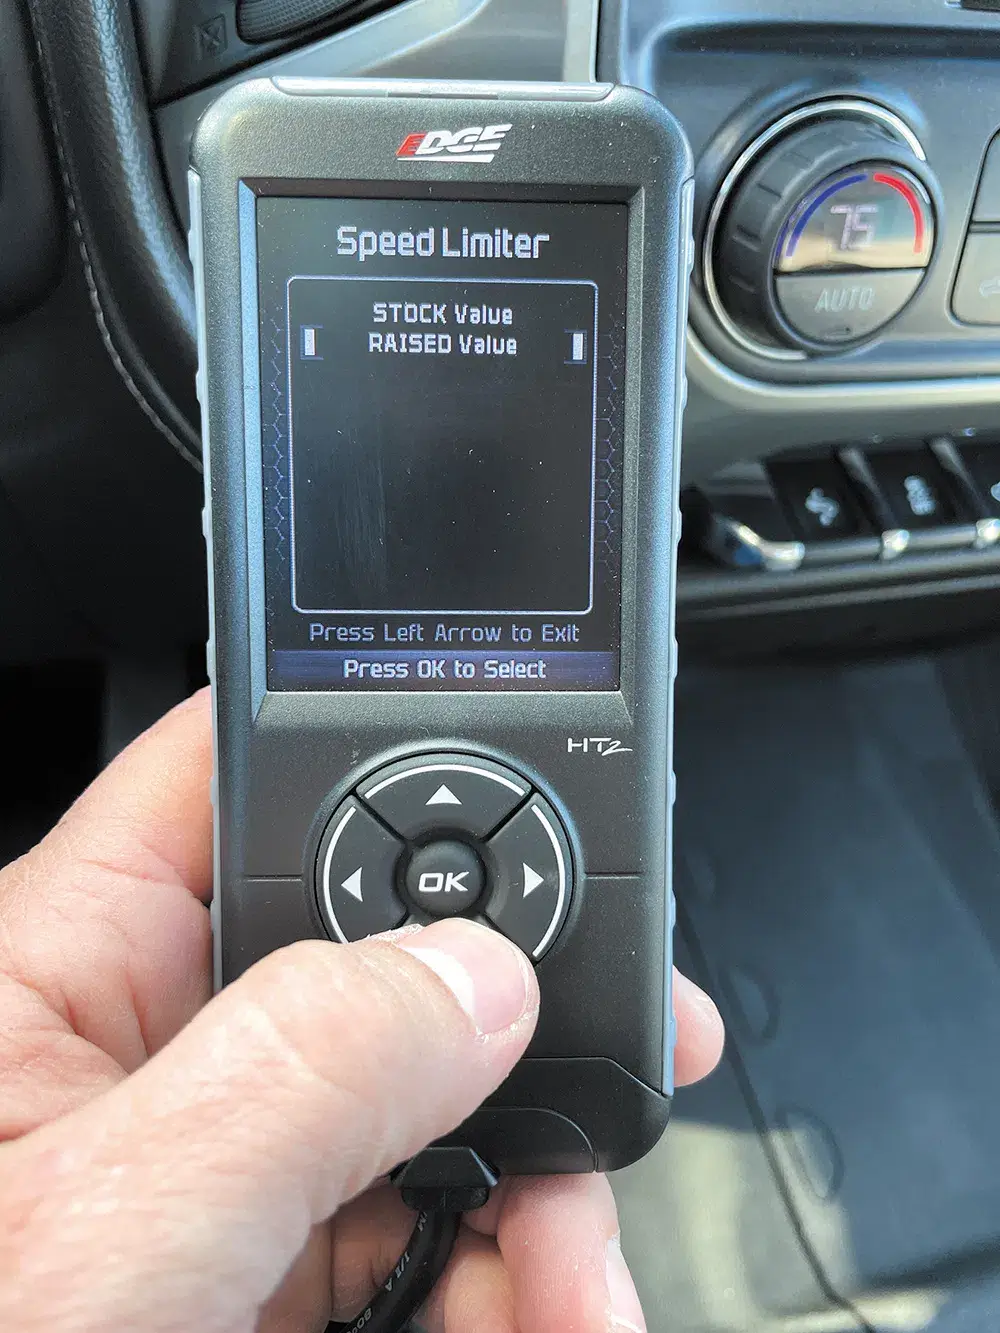 EDGE
Speed Limiter
STOCK Value
RAISED Value
Press Left Arrow to Exit
Press OK to Select
HT2
OK
75
AUTO